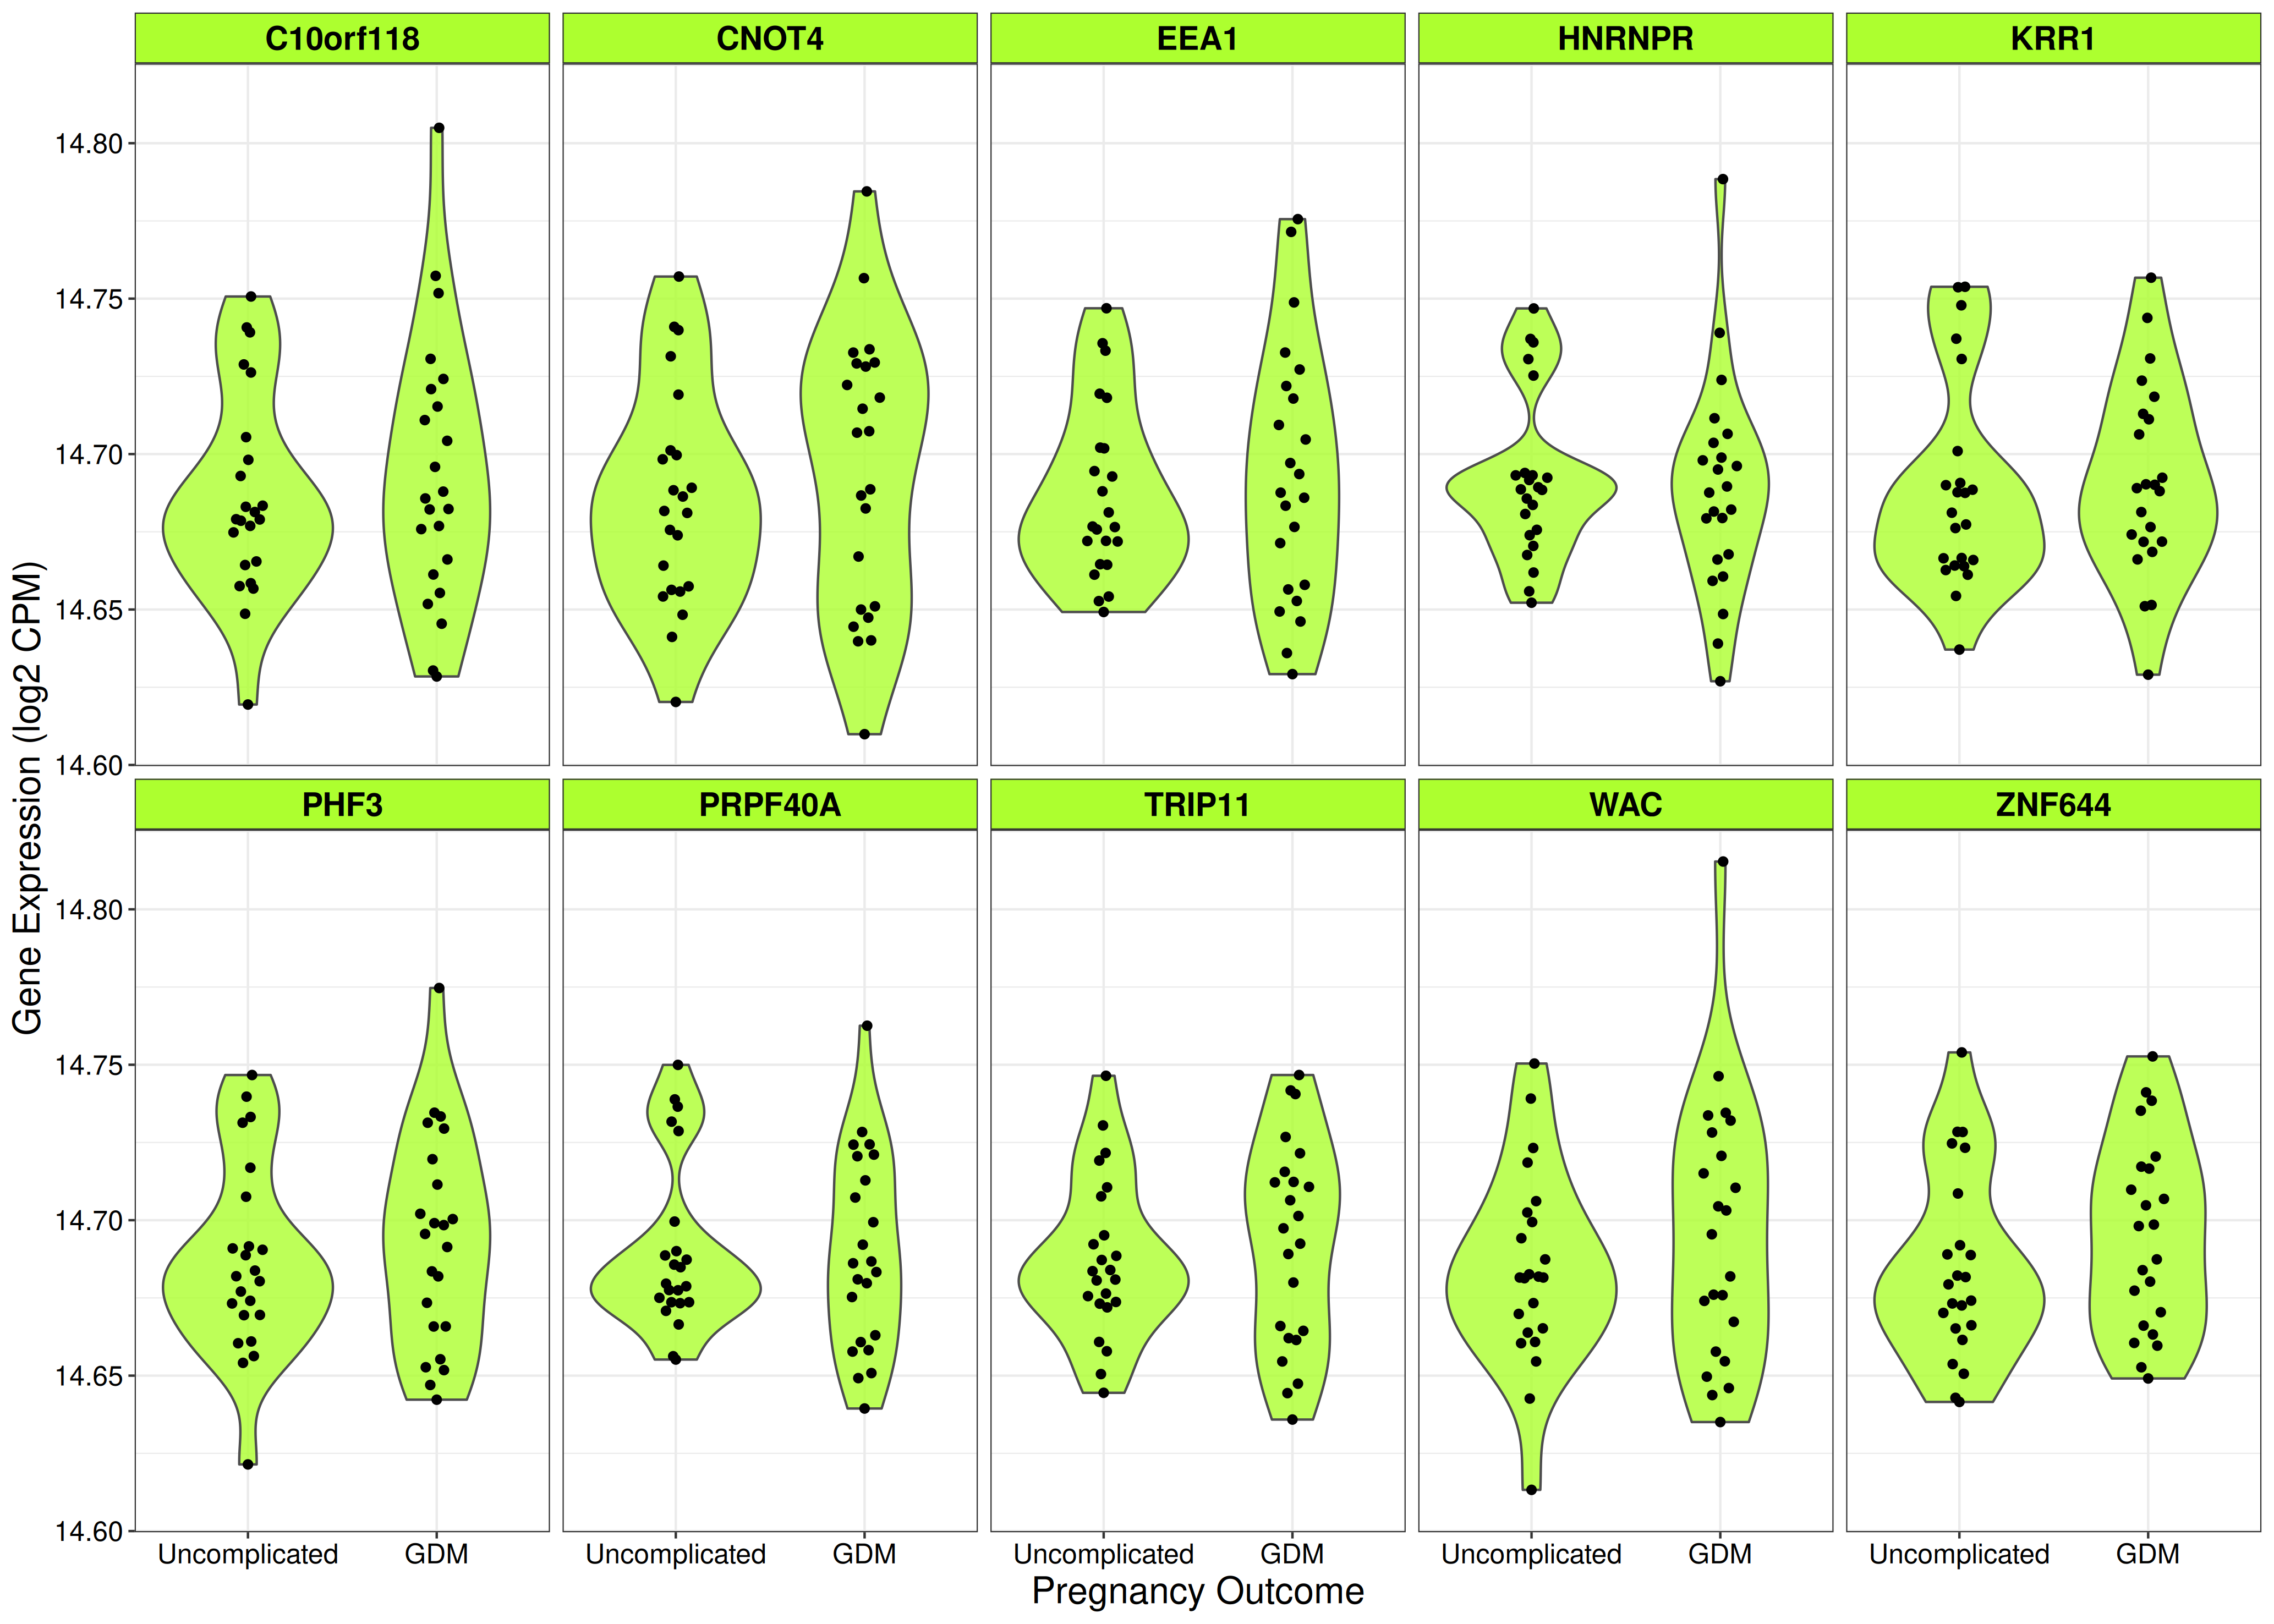 C10orf118 CNOT4 EEA1 HNRNPR KRR1
14.80
14.75
14.70
14.65
14.60
Gene Expression (log2 CPM)
PHF3 PRPF40A TRIP11 WAC ZNF644
14.80
14.75
14.70
14.65
14.60
Uncomplicated GDM Uncomplicated GDM Uncomplicated GDM Uncomplicated GDM Uncomplicated GDM
Pregnancy Outcome